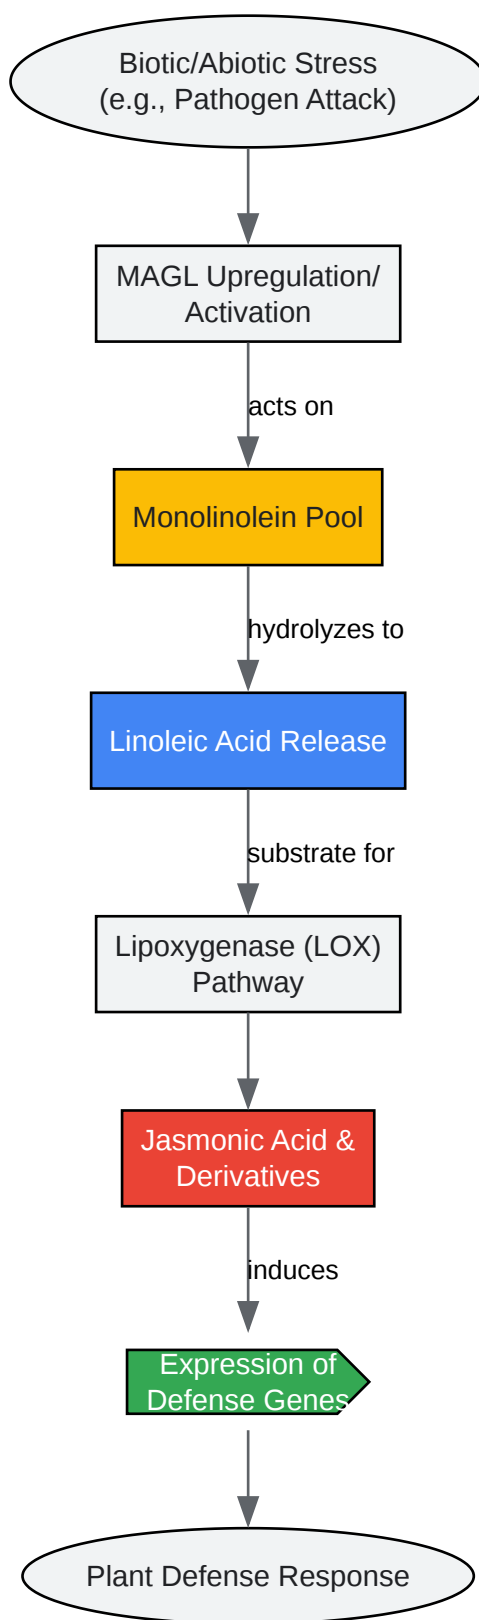 Biotic/Abiotic Stress
(e.g., Pathogen Attack)
MAGL Upregulation/
Activation
acts on
Monolinolein Pool
hydrolyzes to
Linoleic Acid Release
substrate for
Lipoxygenase (LOX)
Pathway
Jasmonic Acid &
Derivatives
induces
Expression of
Defense Genes
Plant Defense Response